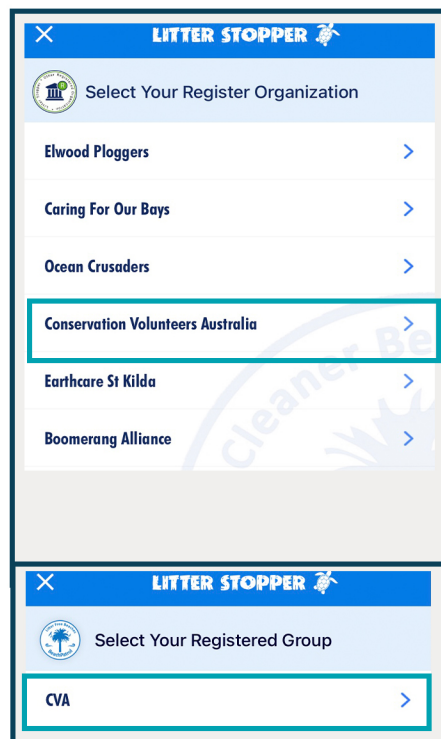 LITTER STOPPER
Select Your Register Organization
Elwood Ploggers
Caring For Our Bays
Ocean Crusaders
Conservation Volunteers Australia
Earthcare St Kilda
Boomerang Alliance
Cleaner Be
LITTER STOPPER
Select Your Registered Group
CVA